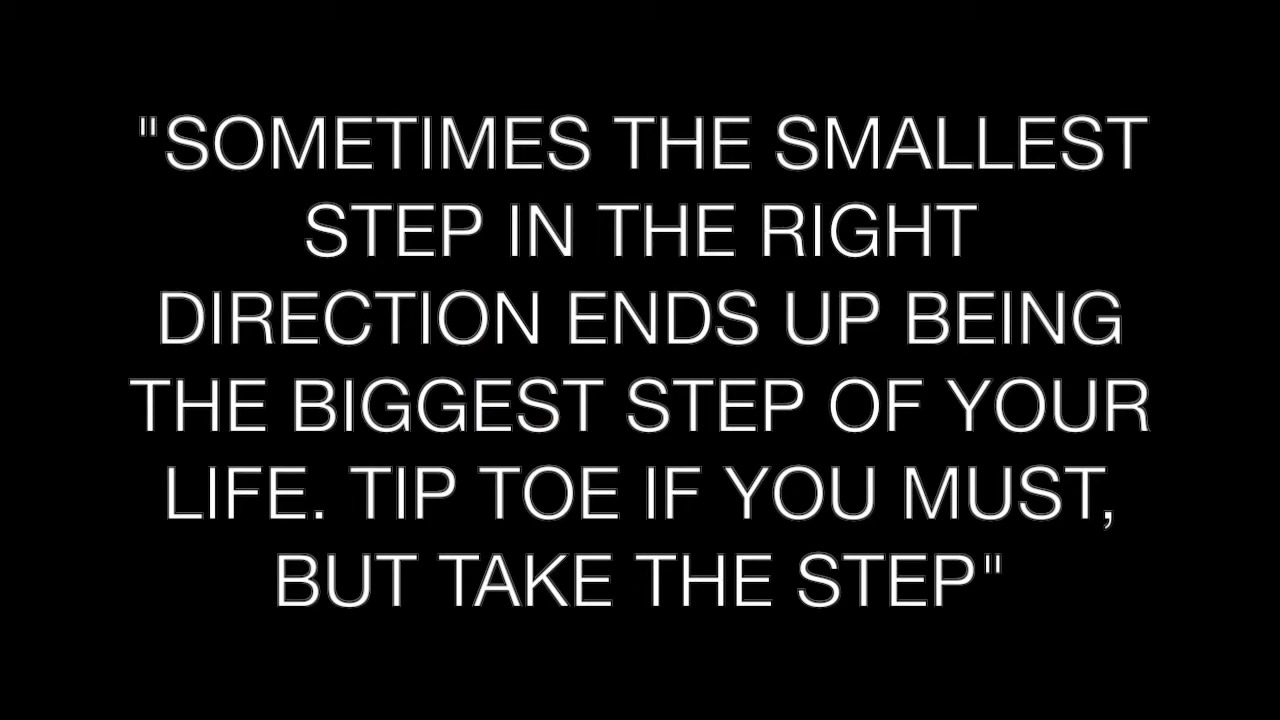 "SOMETIMES THE SMALLEST
STEP IN THE RIGHT
DIRECTION ENDS UP BEING
THE BIGGEST STEP OF YOUR
LIFE. TIP TOE IF YOU MUST,
BUT TAKE THE STEP"